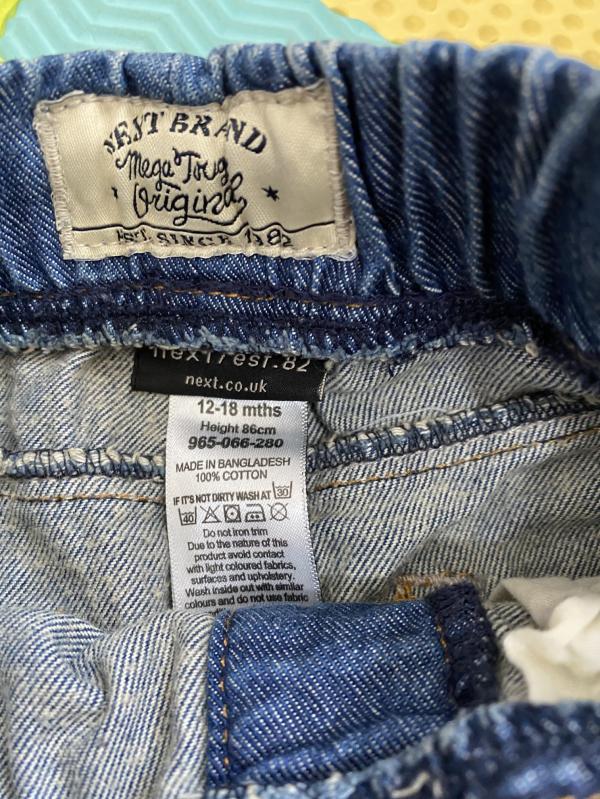 NEXT BRAND
Mega Toug
Original
EST. SINCE 1982
next/est.82
next.co.uk
12-18 mths
Height 86cm
965-066-280
MADE IN BANGLADESH
100% COTTON
IF IT'S NOT DIRTY WASH AT 30
40
Do not iron trim
Due to the nature of this
product avoid contact
with light coloured fabrics,
surfaces and upholstery.
Wash inside out with similar
colours and do not use fabric